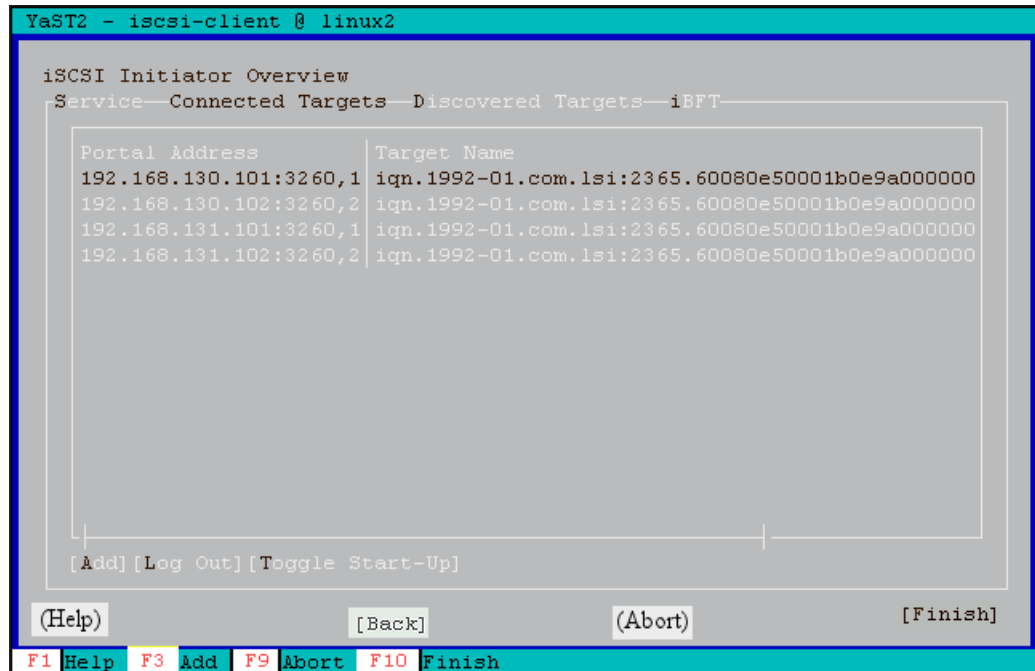 YaST2 - iscsi-client @ linux2
iSCSI Initiator Overview
Service Connected Targets Discovered Targets iBFT
Portal Address Target Name
192.168.130.101:3260,1 iqn.1992-01.com.lsi:2365.60080e50001b0e9a000000
192.168.130.102:3260,2 iqn.1992-01.com.lsi:2365.60080e50001b0e9a000000
192.168.131.101:3260,1 iqn.1992-01.com.lsi:2365.60080e50001b0e9a000000
192.168.131.102:3260,2 iqn.1992-01.com.lsi:2365.60080e50001b0e9a000000
[Add][Log Out][Toggle Start-Up]
(Help) [Back] (Abort) [Finish]
F1 Help F3 Add F9 Abort F10 Finish